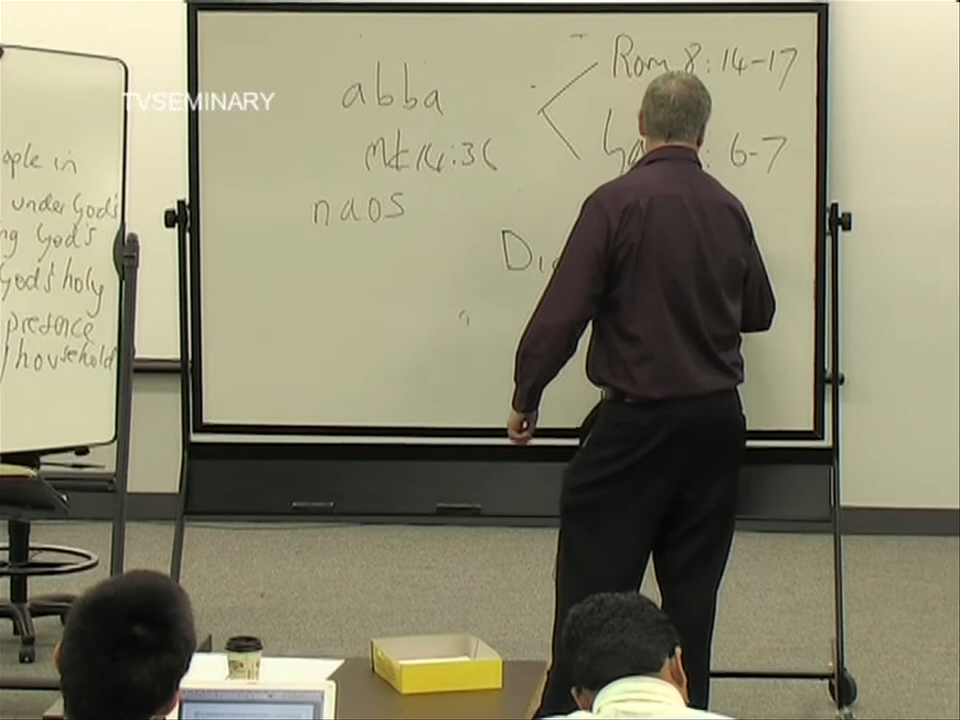 TVSEMINARY
abba
Rom 8:14-17
Mk 14:36
: 6-7
naos
ople in
under God's
ng God's
God's holy
presence
/household